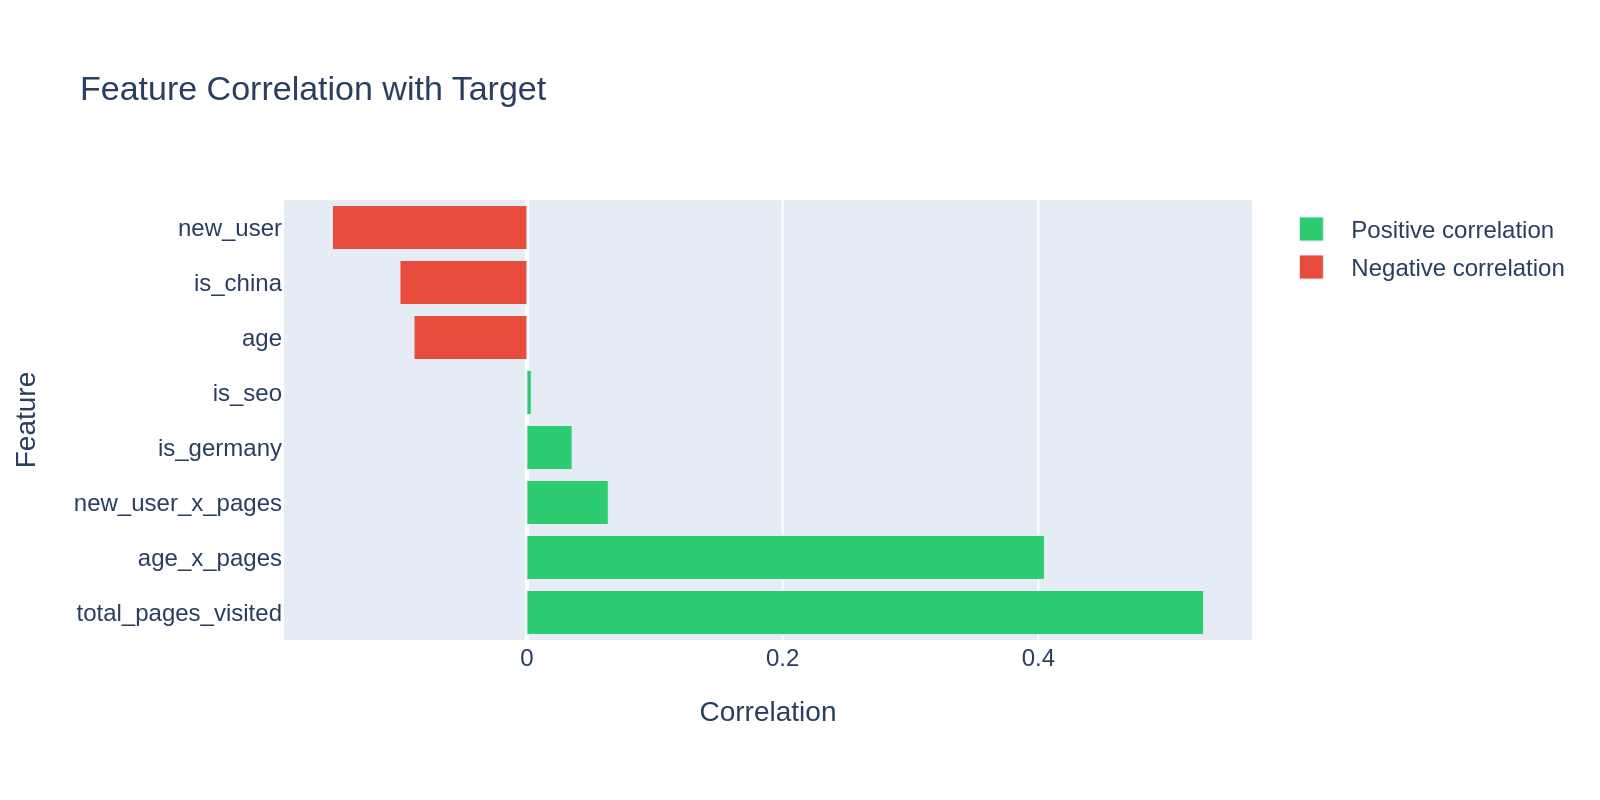 Feature Correlation with Target
Positive correlation
Negative correlation
Feature
new_user
is_china
age
is_seo
is_germany
new_user_x_pages
age_x_pages
total_pages_visited
0
0.2
0.4
Correlation